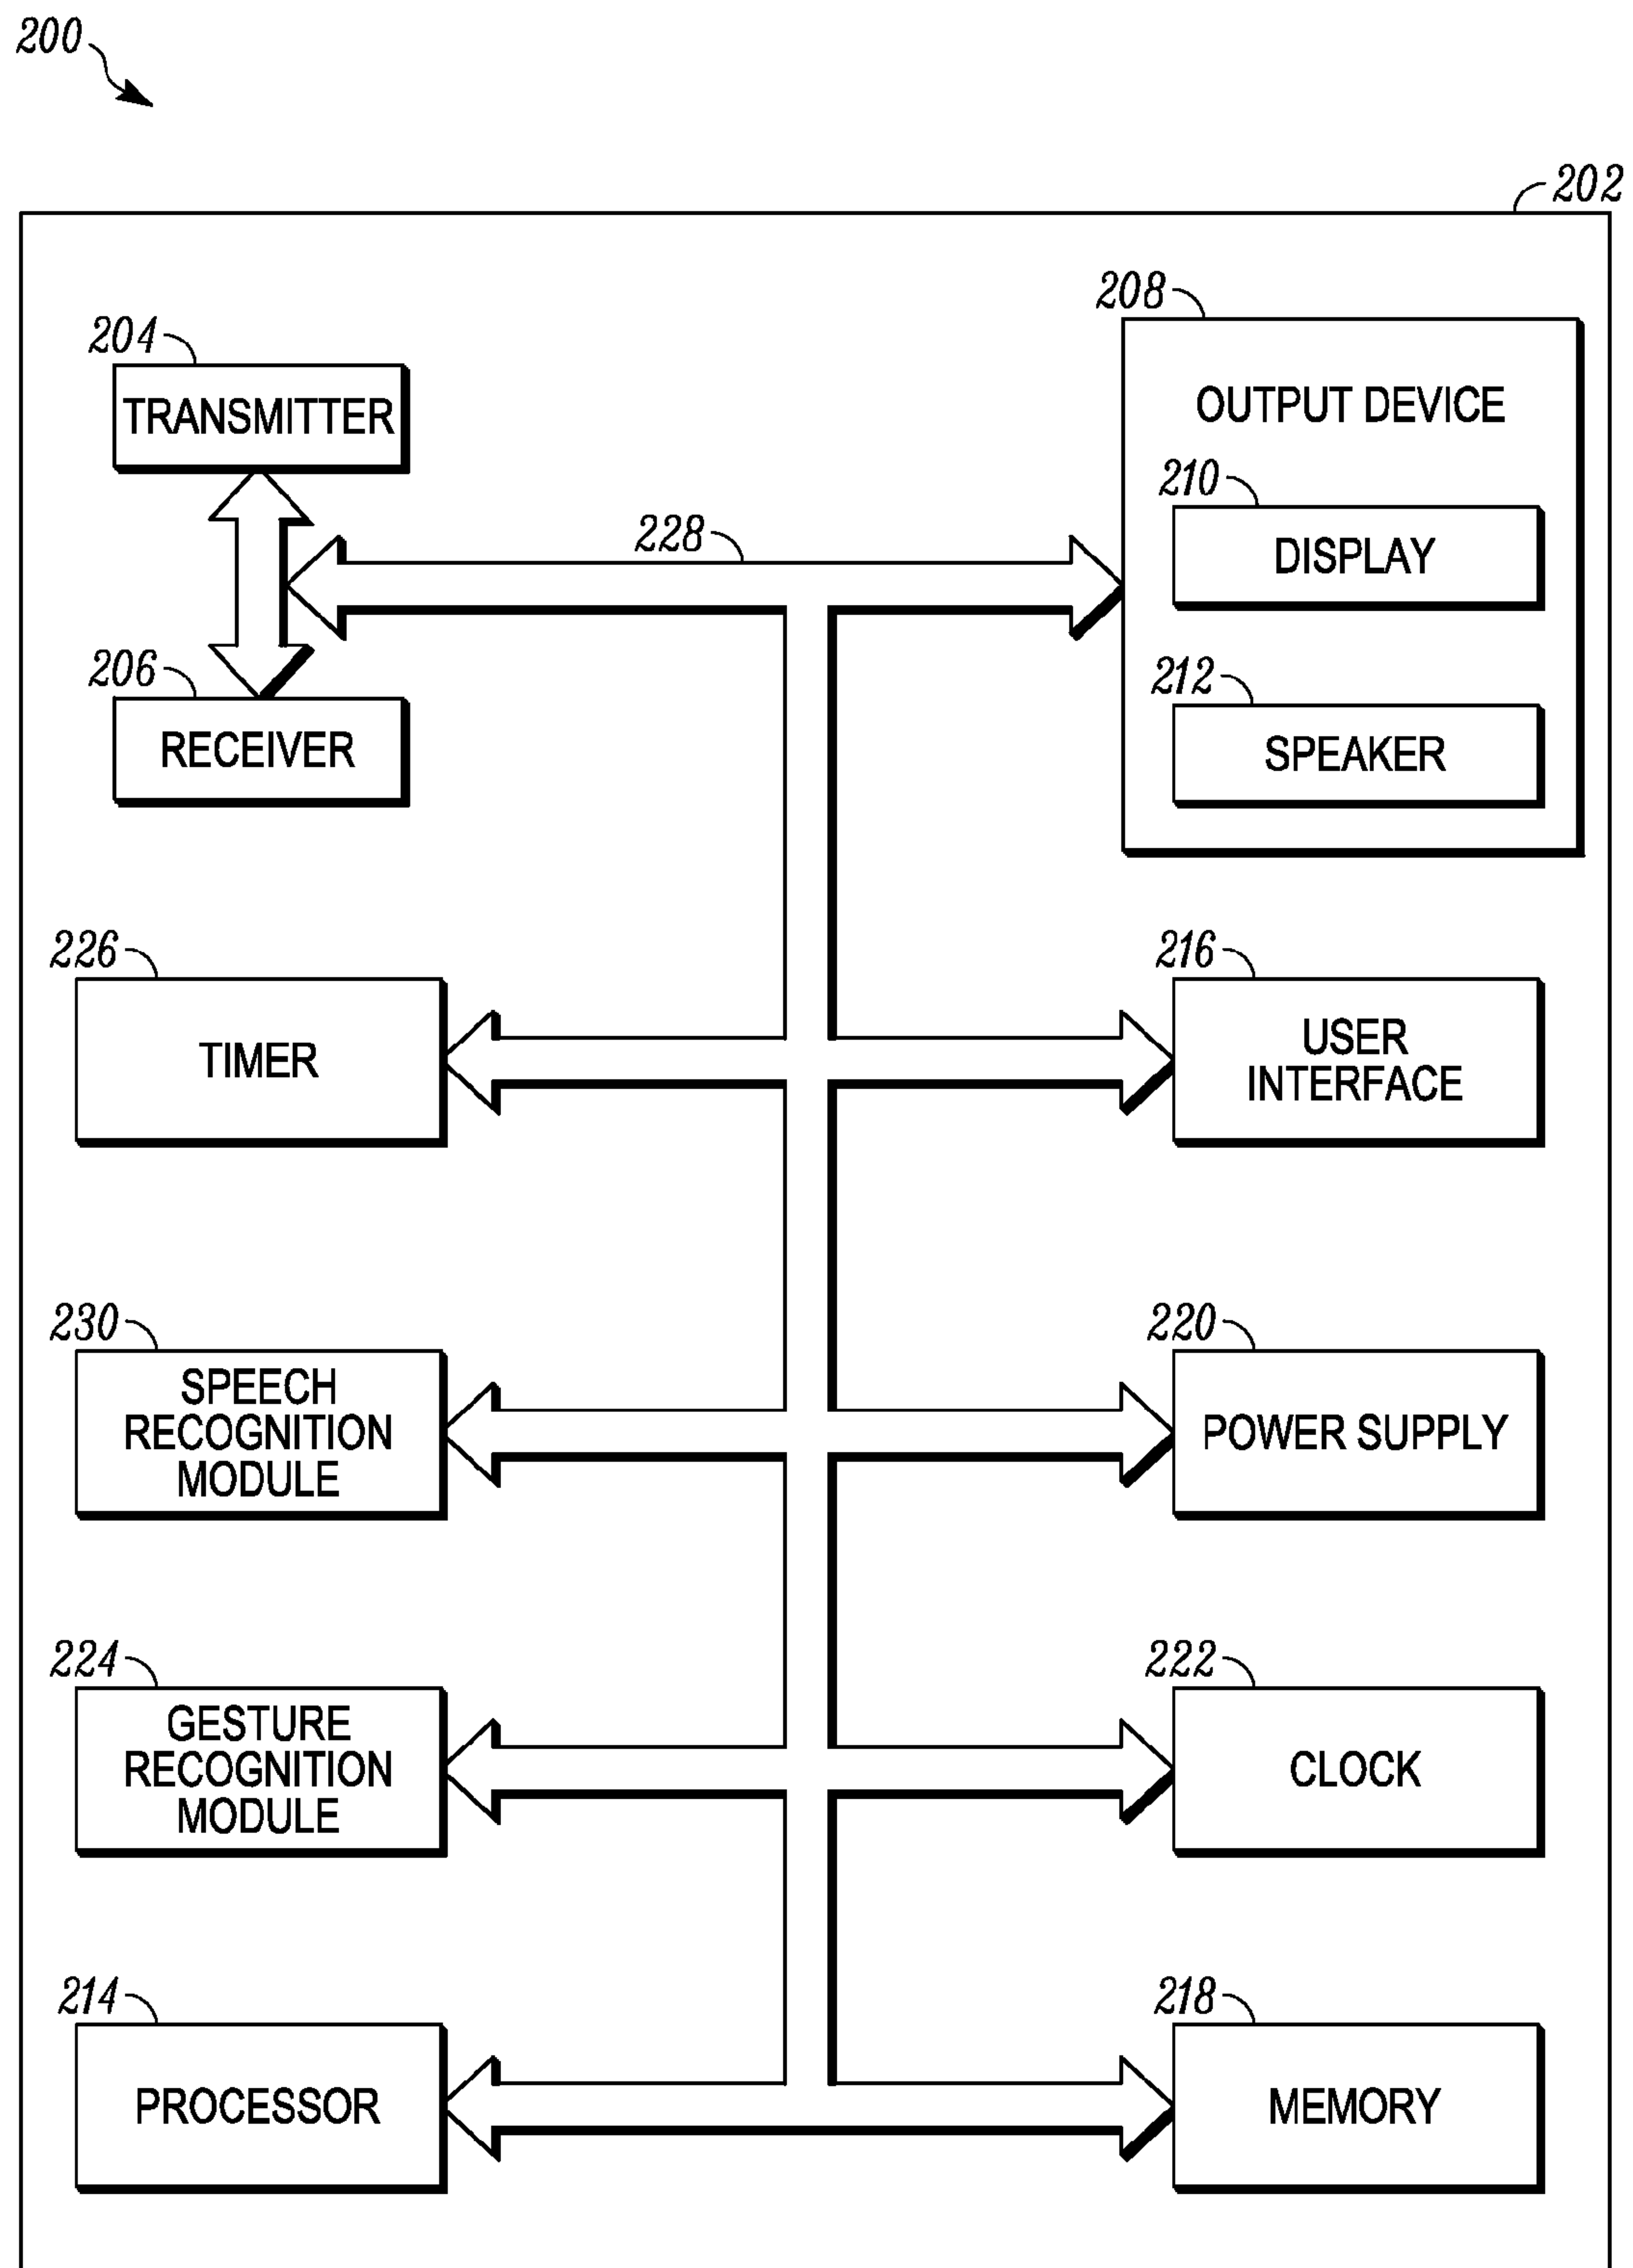 200
202
204
TRANSMITTER
208
OUTPUT DEVICE
210
DISPLAY
228
206
RECEIVER
212
SPEAKER
226
TIMER
216
USER
INTERFACE
230
SPEECH
RECOGNITION
MODULE
220
POWER SUPPLY
224
GESTURE
RECOGNITION
MODULE
222
CLOCK
214
PROCESSOR
218
MEMORY